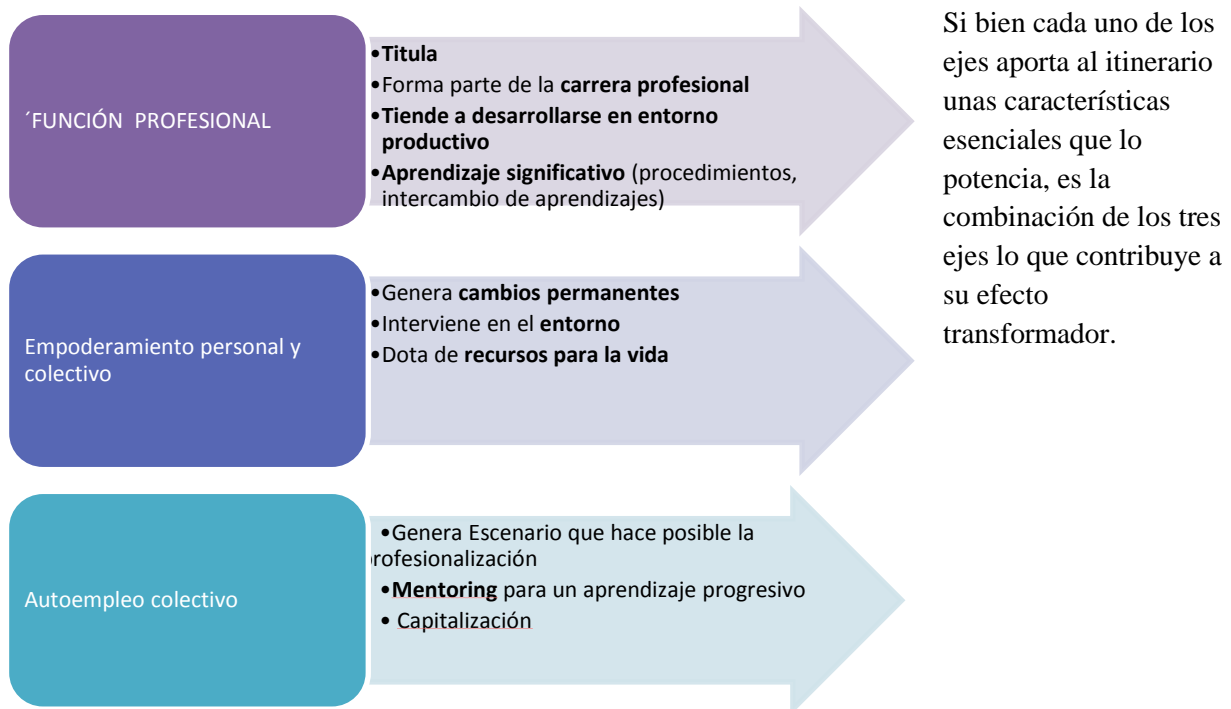 ´FUNCIÓN  PROFESIONAL
•Titula
•Forma parte de la carrera profesional
•Tiende a desarrollarse en entorno
productivo
•Aprendizaje significativo (procedimientos,
intercambio de aprendizajes)
Empoderamiento personal y
colectivo
•Genera cambios permanentes
•Interviene en el entorno
•Dota de recursos para la vida
Autoempleo colectivo
•Genera Escenario que hace posible la
profesionalización
•Mentoring para un aprendizaje progresivo
• Capitalización
Si bien cada uno de los
ejes aporta al itinerario
unas características
esenciales que lo
potencia, es la
combinación de los tres
ejes lo que contribuye a
su efecto
transformador.